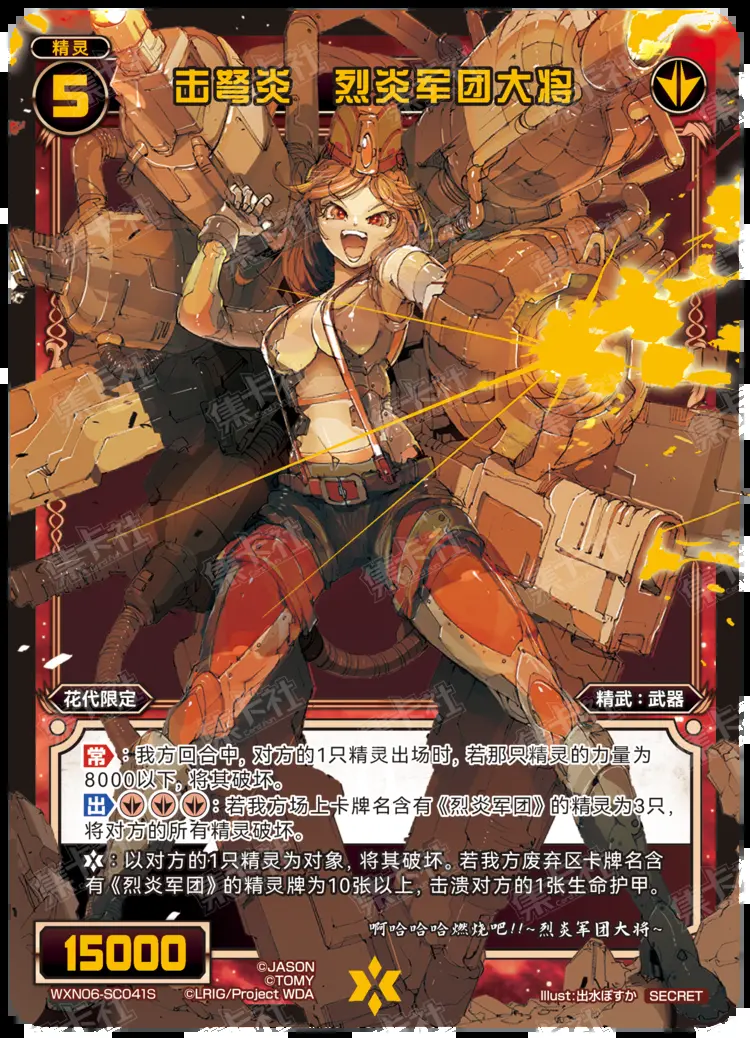 精灵
5
击弩炎 烈炎军团大将
花代限定
精武：武器
常：我方回合中，对方的1只精灵出场时，若那只精灵的力量为
8000以下，将其破坏。
出：若我方场上卡牌名含有《烈炎军团》的精灵为3只，
将对方的所有精灵破坏。
：以对方的1只精灵为对象，将其破坏。若我方废弃区卡牌名含
有《烈炎军团》的精灵牌为10张以上，击溃对方的1张生命护甲。
啊哈哈哈燃烧吧!!~烈炎军团大将~
15000
©JASON
©TOMY
WXN06-SC041S ©LRIG/Project WDA
Illust:出水ぽすか SECRET
集卡社